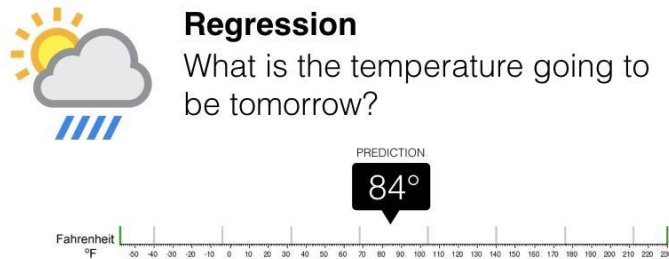 Regression
What is the temperature going to
be tomorrow?
PREDICTION
84°
Fahrenheit
°F
-50 -40 -30 -20 -10 0 10 20 30 40 50 60 70 80 90 100 110 120 130 140 150 160 170 180 190 200 210 220